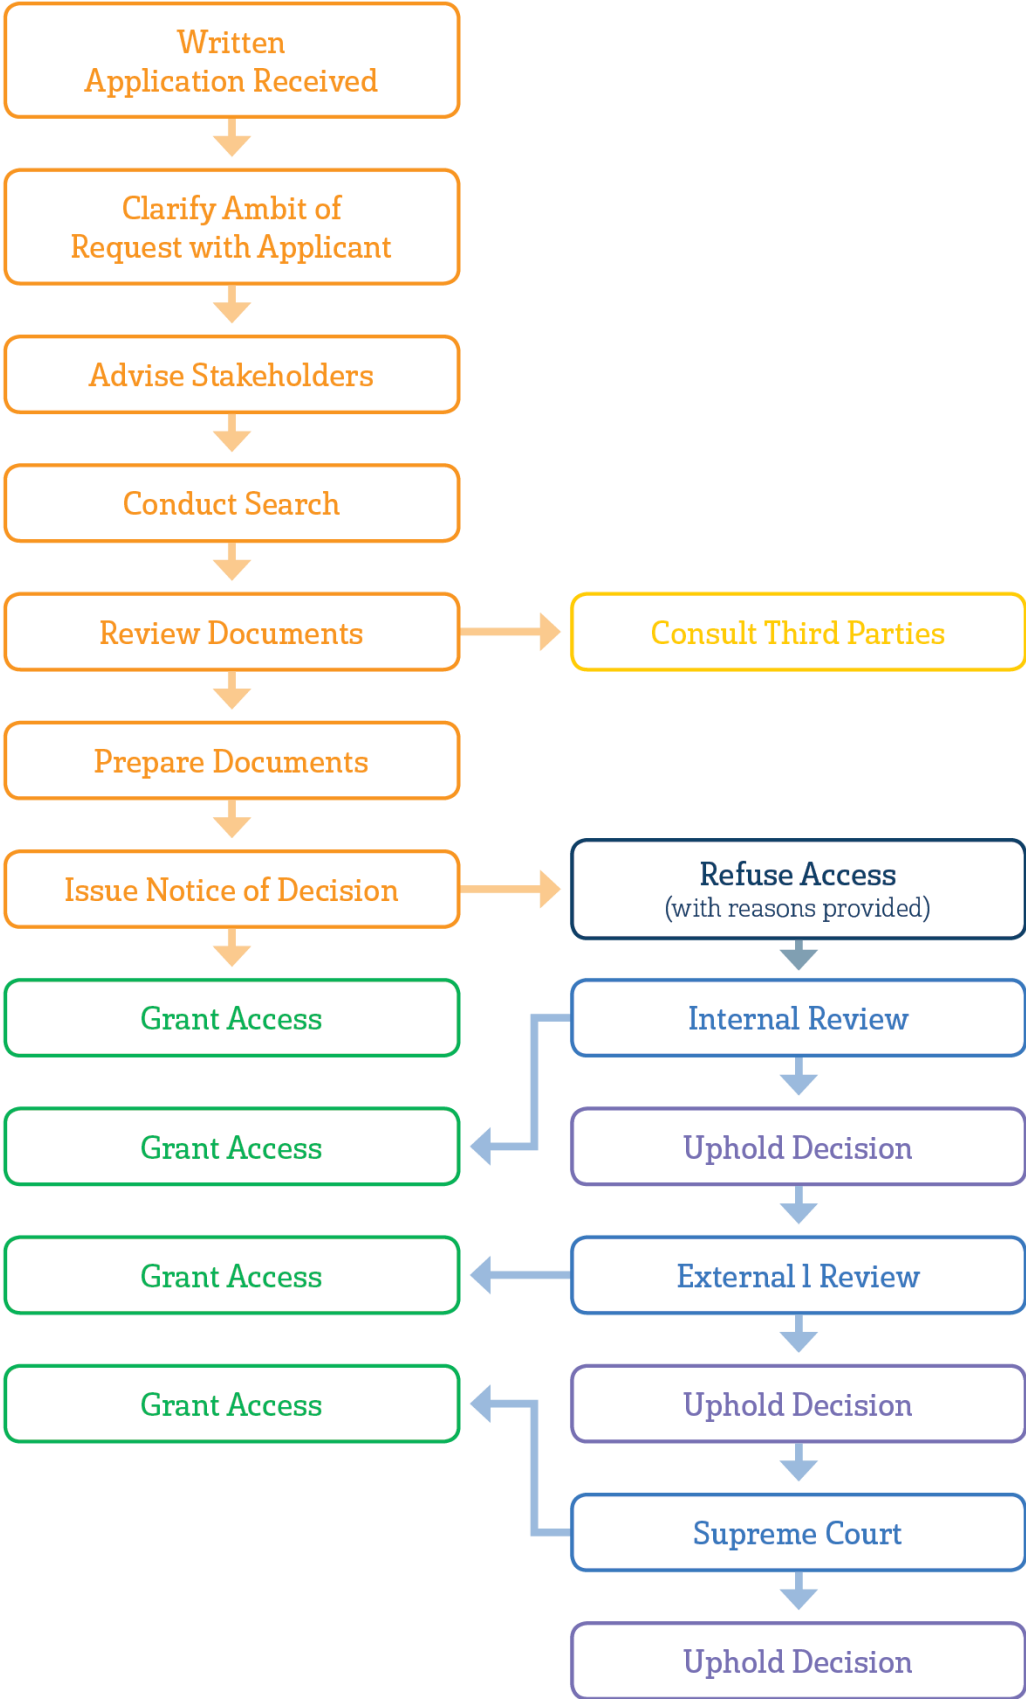 Written
Application Received
Clarify Ambit of
Request with Applicant
Advise Stakeholders
Conduct Search
Review Documents
Consult Third Parties
Prepare Documents
Issue Notice of Decision
Refuse Access
(with reasons provided)
Grant Access
Internal Review
Grant Access
Uphold Decision
Grant Access
External l Review
Grant Access
Uphold Decision
Supreme Court
Uphold Decision